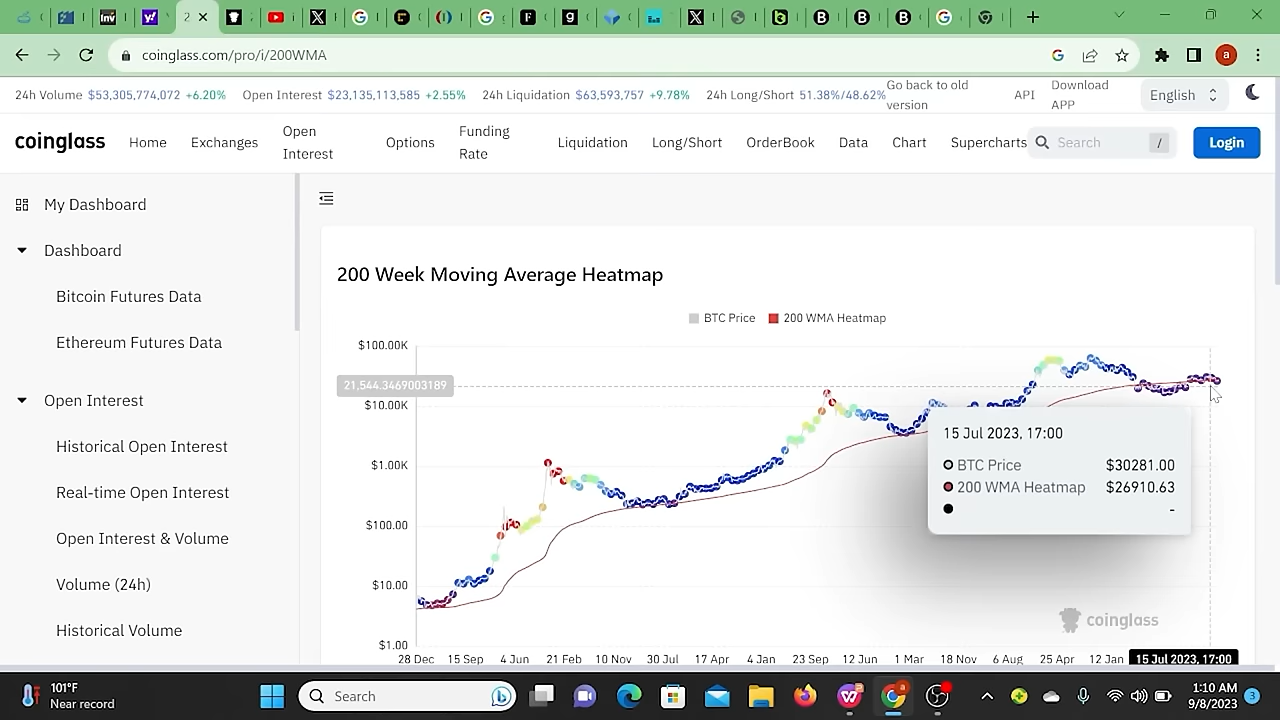 2
coinglass.com/pro/i/200WMA
24h Volume $53,305,774,072 +6.20% Open Interest $23,135,113,585 +2.55% 24h Liquidation $63,593,757 +9.78% 24h Long/Short 51.38%/48.62% Go back to old version API Download APP English
coinglass Home Exchanges Open Interest Options Funding Rate Liquidation Long/Short OrderBook Data Chart Supercharts Search / Login
My Dashboard
Dashboard
Bitcoin Futures Data
Ethereum Futures Data
Open Interest
Historical Open Interest
Real-time Open Interest
Open Interest & Volume
Volume (24h)
Historical Volume
200 Week Moving Average Heatmap
BTC Price 200 WMA Heatmap
$100.00K
21,544.3469003189
$10.00K
$1.00K
$100.00
$10.00
$1.00
15 Jul 2023, 17:00
BTC Price $30281.00
200 WMA Heatmap $26910.63
-
coinglass
28 Dec 15 Sep 4 Jun 21 Feb 10 Nov 30 Jul 17 Apr 4 Jan 23 Sep 12 Jun 1 Mar 18 Nov 6 Aug 25 Apr 12 Jan 15 Jul 2023, 17:00
101°F
Near record
Search
1:10 AM
9/8/2023
3